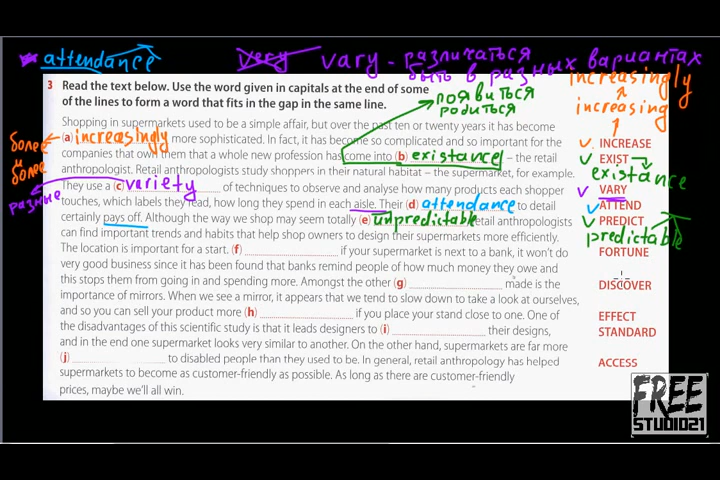 attendance
very vary - различаться
быть в разных вариантах
3 Read the text below. Use the word given in capitals at the end of some
of the lines to form a word that fits in the gap in the same line.
появиться
родиться
increasingly
increasing
Shopping in supermarkets used to be a simple affair, but over the past ten or twenty years it has become
более
и
более
(a) increasingly more sophisticated. In fact, it has become so complicated and so important for the INCREASE
companies that own them that a whole new profession has come into (b) existance – the retail EXIST
existance
anthropologist. Retail anthropologists study shoppers in their natural habitat – the supermarket, for example.
разные
They use a (c) variety of techniques to observe and analyse how many products each shopper VARY
touches, which labels they read, how long they spend in each aisle. Their (d) attendance to detail ATTEND
certainly pays off. Although the way we shop may seem totally (e) unpredictable retail anthropologists PREDICT
predictable
can find important trends and habits that help shop owners to design their supermarkets more efficiently.
The location is important for a start. (f) if your supermarket is next to a bank, it won't do FORTUNE
very good business since it has been found that banks remind people of how much money they owe and
this stops them from going in and spending more. Amongst the other (g) made is the DISCOVER
importance of mirrors. When we see a mirror, it appears that we tend to slow down to take a look at ourselves,
and so you can sell your product more (h) if you place your stand close to one. One of EFFECT
the disadvantages of this scientific study is that it leads designers to (i) their designs, STANDARD
and in the end one supermarket looks very similar to another. On the other hand, supermarkets are far more
(j) to disabled people than they used to be. In general, retail anthropology has helped ACCESS
supermarkets to become as customer-friendly as possible. As long as there are customer-friendly
prices, maybe we'll all win.
FREE
STUDIO21